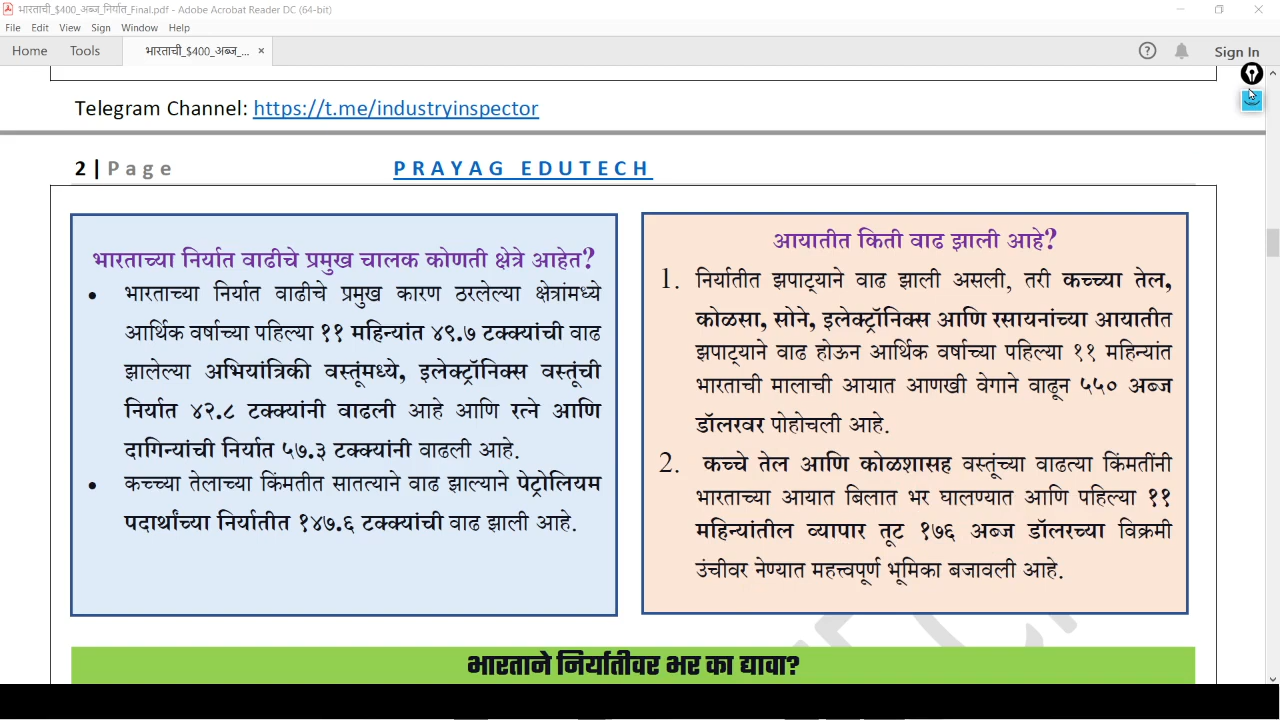 भारताची_$400_अब्ज_निर्यात_Final.pdf - Adobe Acrobat Reader DC (64-bit)
File Edit View Sign Window Help
Home Tools भारताची_$400_अब्ज_... × Sign In
Telegram Channel: https://t.me/industryinspector
2 | Page PRAYAG EDUTECH
भारताच्या निर्यात वाढीचे प्रमुख चालक कोणती क्षेत्रे आहेत?
• भारताच्या निर्यात वाढीचे प्रमुख कारण ठरलेल्या क्षेत्रांमध्ये
आर्थिक वर्षाच्या पहिल्या ११ महिन्यांत ४९.७ टक्क्यांची वाढ
झालेल्या अभियांत्रिकी वस्तूंमध्ये, इलेक्ट्रॉनिक्स वस्तूंची
निर्यात ४२.८ टक्क्यांनी वाढली आहे आणि रत्ने आणि
दागिन्यांची निर्यात ५७.३ टक्क्यांनी वाढली आहे.
• कच्च्या तेलाच्या किंमतीत सातत्याने वाढ झाल्याने पेट्रोलियम
पदार्थांच्या निर्यातीत १४७.६ टक्क्यांची वाढ झाली आहे.
आयातीत किती वाढ झाली आहे?
1. निर्यातीत झपाट्याने वाढ झाली असली, तरी कच्च्या तेल,
कोळसा, सोने, इलेक्ट्रॉनिक्स आणि रसायनांच्या आयातीत
झपाट्याने वाढ होऊन आर्थिक वर्षाच्या पहिल्या ११ महिन्यांत
भारताची मालाची आयात आणखी वेगाने वाढून ५५० अब्ज
डॉलरवर पोहोचली आहे.
2. कच्चे तेल आणि कोळशासह वस्तूंच्या वाढत्या किंमतींनी
भारताच्या आयात बिलात भर घालण्यात आणि पहिल्या ११
महिन्यांतील व्यापार तूट १७६ अब्ज डॉलरच्या विक्रमी
उंचीवर नेण्यात महत्त्वपूर्ण भूमिका बजावली आहे.
भारताने निर्यातीवर भर का द्यावा?